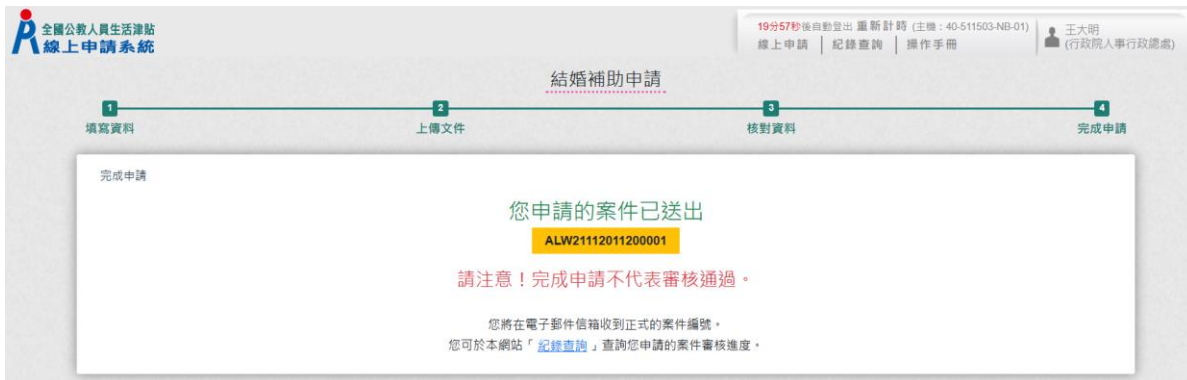 全國公教人員生活津貼
線上申請系統
19分57秒後自動登出 重新計時 (主機：40-511503-NB-01)
線上申請 | 紀錄查詢 | 操作手冊
王大明
(行政院人事行政總處)
結婚補助申請
1 2 3 4
填寫資料 上傳文件 核對資料 完成申請
完成申請
您申請的案件已送出
ALW21112011200001
請注意！完成申請不代表審核通過。
您將在電子郵件信箱收到正式的案件編號。
您可於本網站「 紀錄查詢 」查詢您申請的案件審核進度。